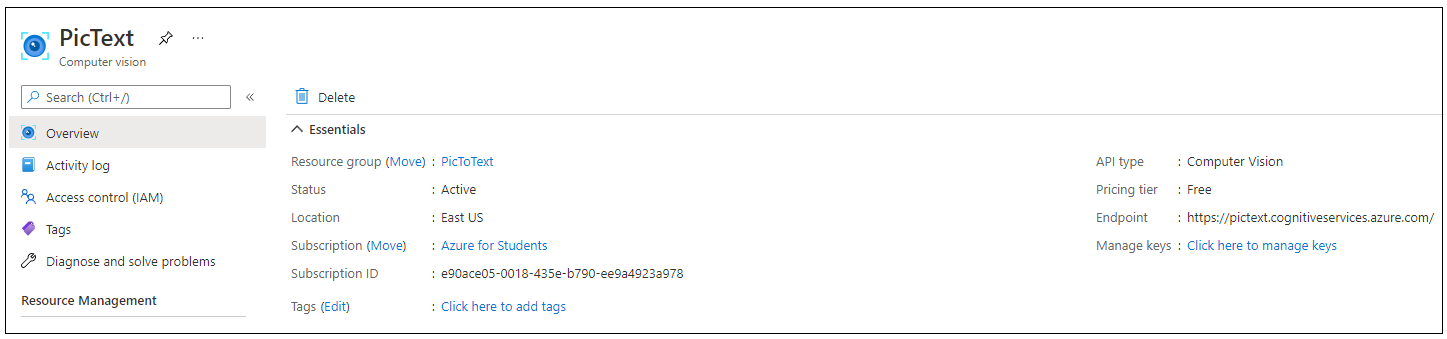 PicText
Computer vision
Search (Ctrl+/)
«
Delete
Overview
Activity log
Access control (IAM)
Tags
Diagnose and solve problems
Resource Management
Essentials
Resource group (Move) : PicToText
Status : Active
Location : East US
Subscription (Move) : Azure for Students
Subscription ID : e90ace05-0018-435e-b790-ee9a4923a978
Tags (Edit) : Click here to add tags
API type : Computer Vision
Pricing tier : Free
Endpoint : https://pictext.cognitiveservices.azure.com/
Manage keys : Click here to manage keys